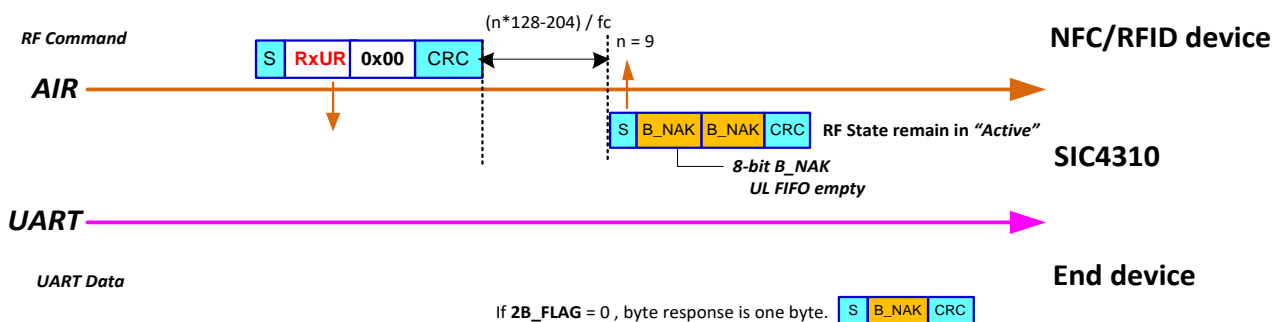 (n*128-204) / fc
RF Command
n = 9
NFC/RFID device
S RxUR 0x00 CRC
AIR
S B_NAK B_NAK CRC RF State remain in “Active”
SIC4310
8-bit B_NAK
UL FIFO empty
UART
UART Data
End device
If 2B_FLAG = 0 , byte response is one byte. S B_NAK CRC